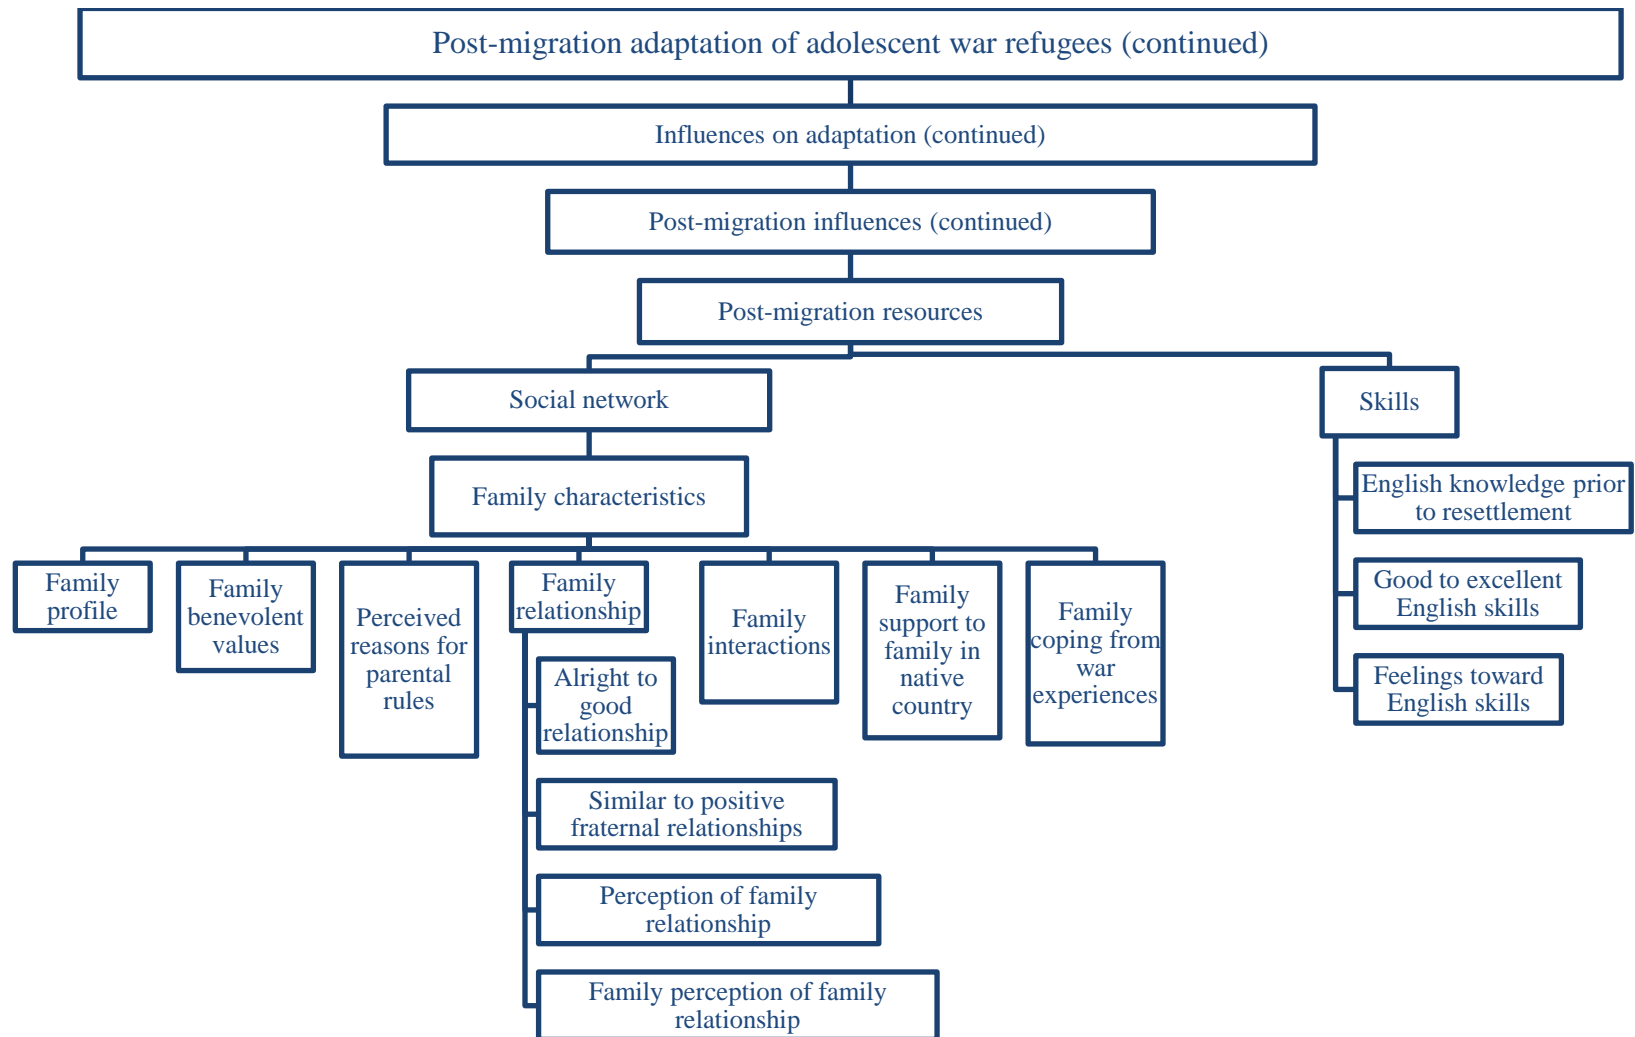 Post-migration adaptation of adolescent war refugees (continued)
Influences on adaptation (continued)
Post-migration influences (continued)
Post-migration resources
Social network
Skills
Family characteristics
English knowledge prior
to resettlement
Good to excellent
English skills
Feelings toward
English skills
Family
profile
Family
benevolent
values
Perceived
reasons for
parental
rules
Family
relationship
Alright to
good
relationship
Similar to positive
fraternal relationships
Perception of family
relationship
Family perception of family
relationship
Family
interactions
Family
support to
family in
native
country
Family
coping from
war
experiences